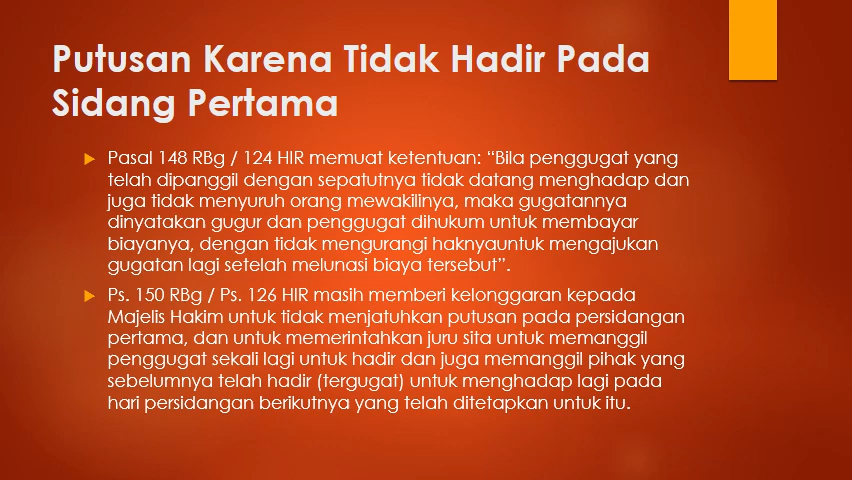 Putusan Karena Tidak Hadir Pada
Sidang Pertama
Pasal 148 RBg / 124 HIR memuat ketentuan: “Bila penggugat yang
telah dipanggil dengan sepatutnya tidak datang menghadap dan
juga tidak menyuruh orang mewakilinya, maka gugatannya
dinyatakan gugur dan penggugat dihukum untuk membayar
biayanya, dengan tidak mengurangi haknyauntuk mengajukan
gugatan lagi setelah melunasi biaya tersebut”.
Ps. 150 RBg / Ps. 126 HIR masih memberi kelonggaran kepada
Majelis Hakim untuk tidak menjatuhkan putusan pada persidangan
pertama, dan untuk memerintahkan juru sita untuk memanggil
penggugat sekali lagi untuk hadir dan juga memanggil pihak yang
sebelumnya telah hadir (tergugat) untuk menghadap lagi pada
hari persidangan berikutnya yang telah ditetapkan untuk itu.